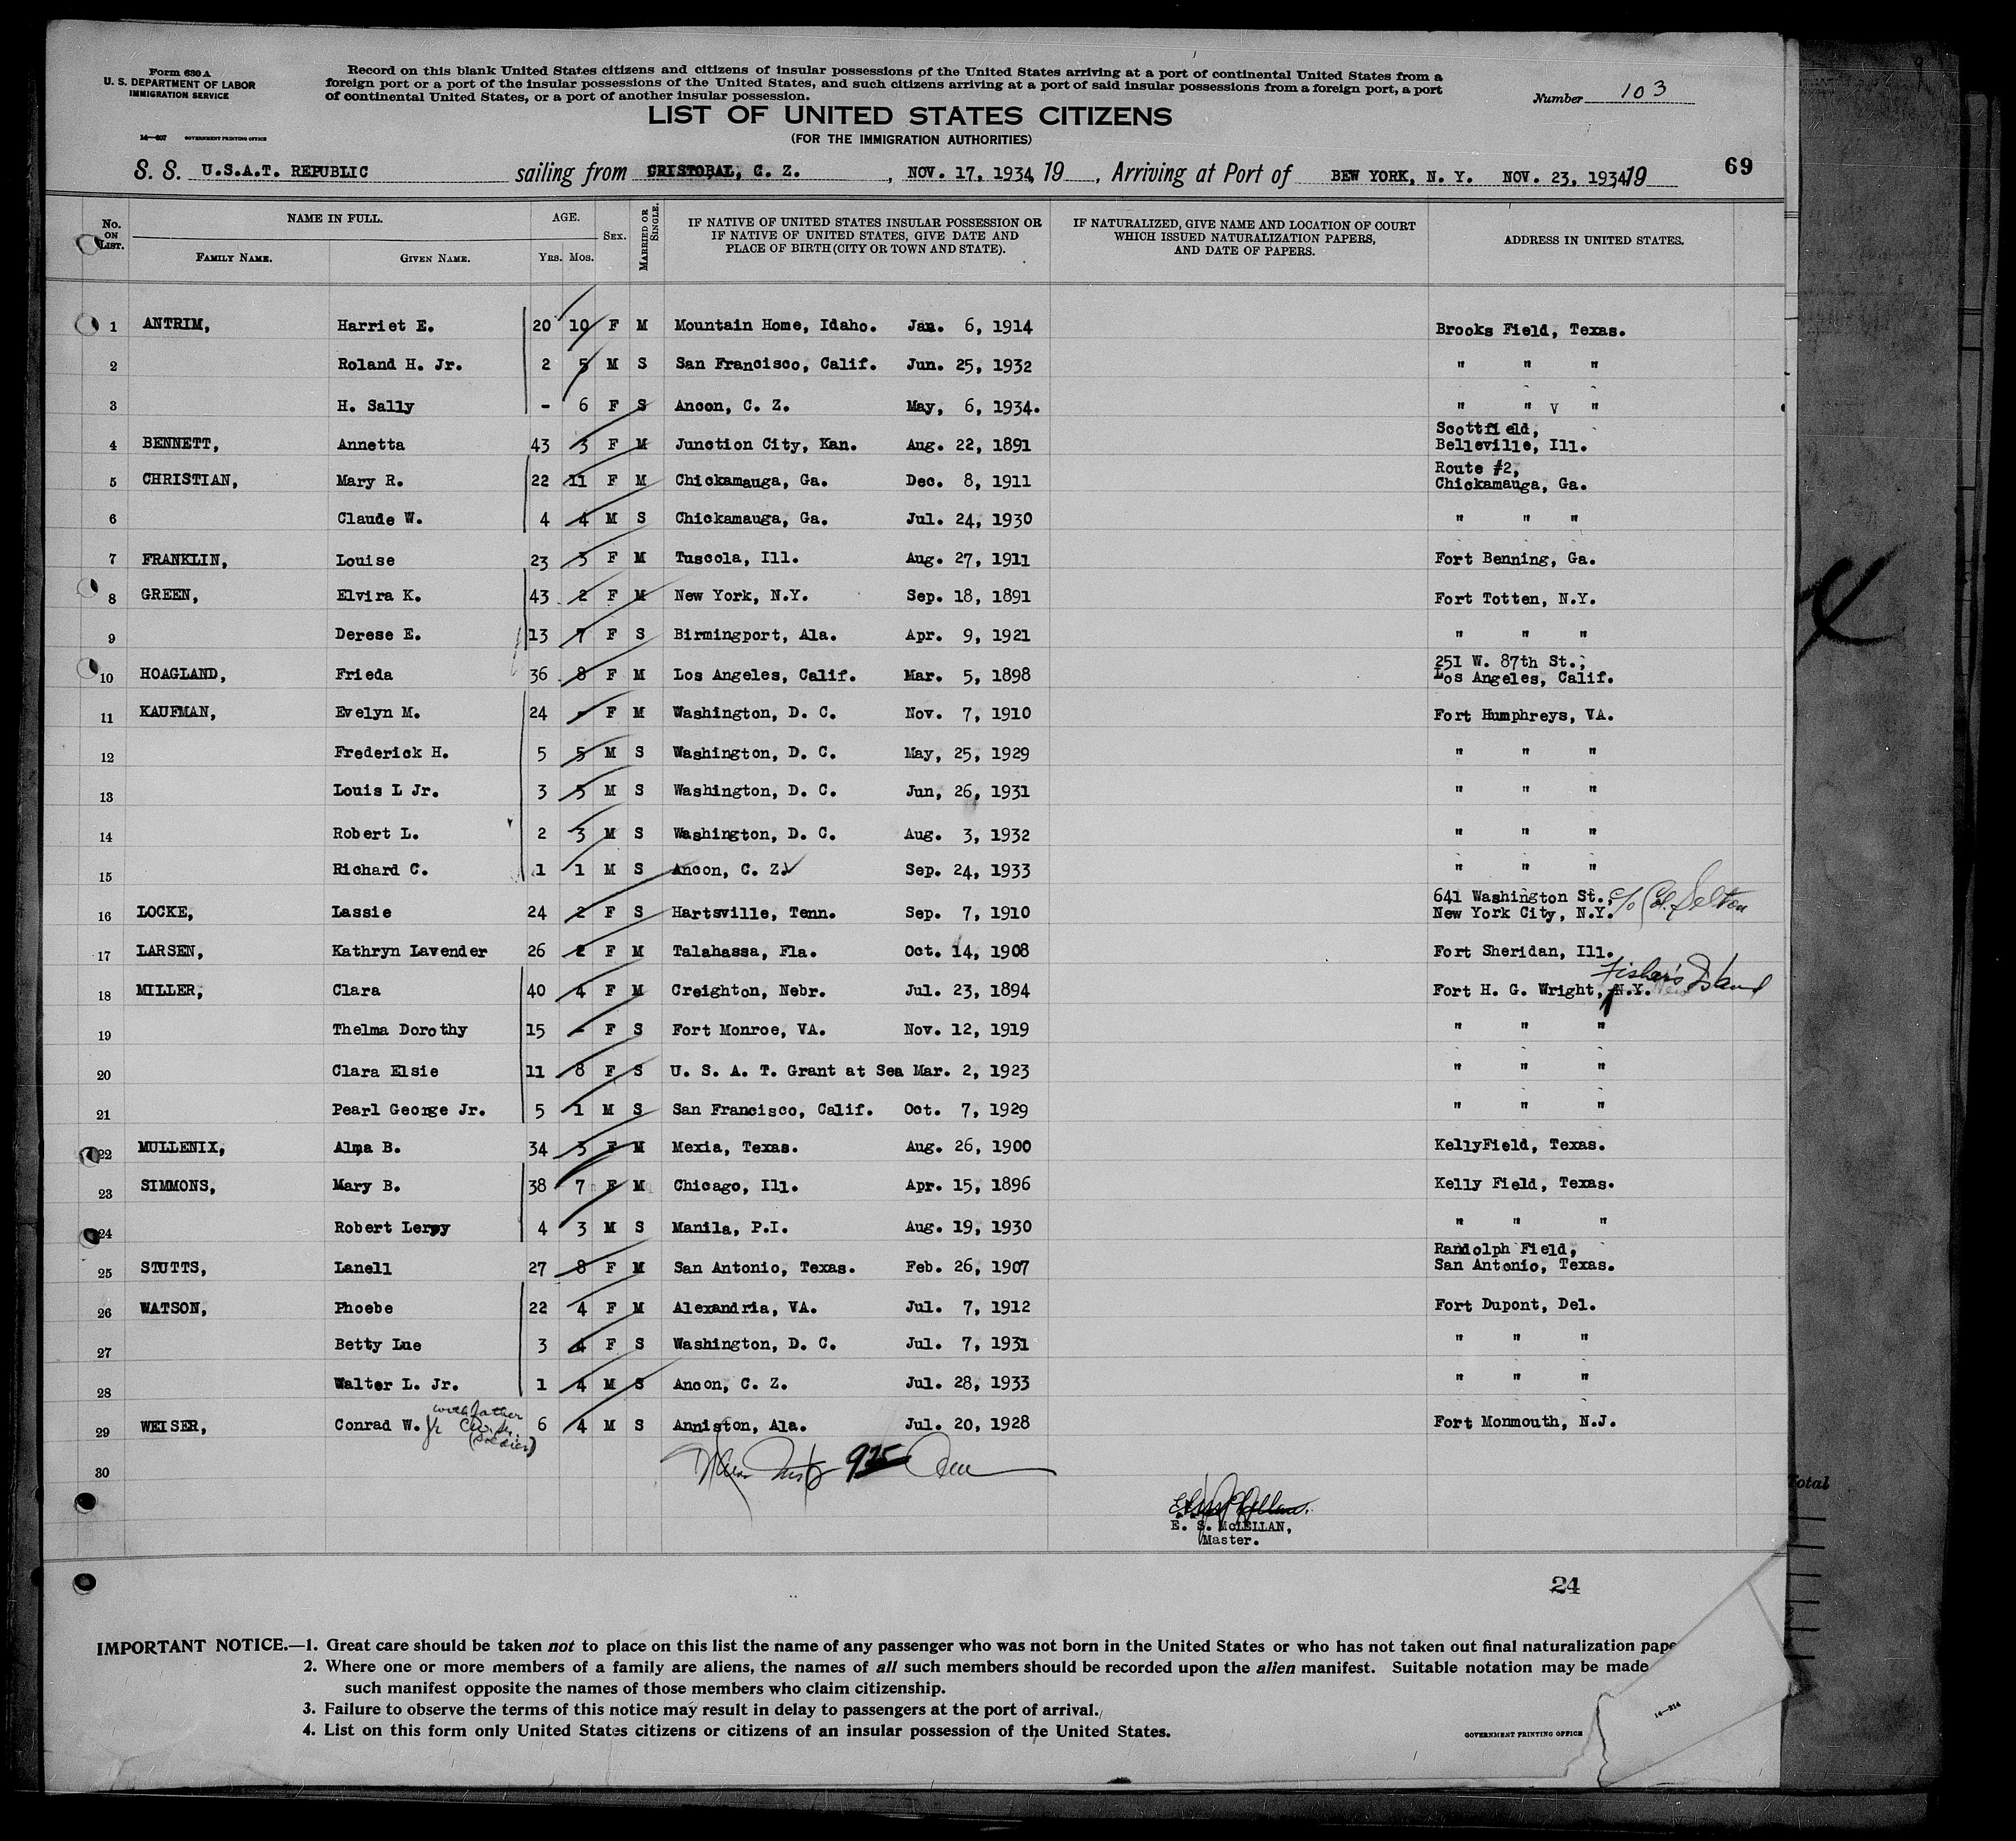 Form 630 A
U. S. DEPARTMENT OF LABOR
IMMIGRATION SERVICE
14—607 GOVERNMENT PRINTING OFFICE
Record on this blank United States citizens and citizens of insular possessions of the United States arriving at a port of continental United States from a
foreign port or a port of the insular possessions of the United States, and such citizens arriving at a port of said insular possessions from a foreign port, a port
of continental United States, or a port of another insular possession.
Number 103
LIST OF UNITED STATES CITIZENS
(FOR THE IMMIGRATION AUTHORITIES)
69
S. S. U.S.A.T. REPUBLIC sailing from CRISTOBAL, C. Z. , NOV. 17, 1934, 19 , Arriving at Port of BEW YORK, N. Y. NOV. 23, 1934, 19
No. ON LIST. NAME IN FULL. FAMILY NAME. GIVEN NAME. AGE. YRS. MOS. SEX. MARRIED OR SINGLE. IF NATIVE OF UNITED STATES INSULAR POSSESSION OR IF NATIVE OF UNITED STATES, GIVE DATE AND PLACE OF BIRTH (CITY OR TOWN AND STATE). IF NATURALIZED, GIVE NAME AND LOCATION OF COURT WHICH ISSUED NATURALIZATION PAPERS, AND DATE OF PAPERS. ADDRESS IN UNITED STATES.
1 ANTRIM, Harriet E. 20 10 F M Mountain Home, Idaho. Jan. 6, 1914 Brooks Field, Texas.
2 Roland H. Jr. 2 5 M S San Francisco, Calif. Jun. 25, 1932 " " "
3 H. Sally - 6 F S Ancon, C. Z. May, 6, 1934. " " V "
4 BENNETT, Annetta 43 3 F M Junction City, Kan. Aug. 22, 1891 Scottfield, Belleville, Ill.
5 CHRISTIAN, Mary R. 22 11 F M Chickamauga, Ga. Dec. 8, 1911 Route #2, Chickamauga, Ga.
6 Claude W. 4 4 M S Chickamauga, Ga. Jul. 24, 1930 " " "
7 FRANKLIN, Louise 23 3 F M Tuscola, Ill. Aug. 27, 1911 Fort Benning, Ga.
8 GREEN, Elvira K. 43 2 F M New York, N.Y. Sep. 18, 1891 Fort Totten, N.Y.
9 Derese E. 13 7 F S Birmingport, Ala. Apr. 9, 1921 " " "
10 HOAGLAND, Frieda 36 8 F M Los Angeles, Calif. Mar. 5, 1898 251 W. 87th St., Los Angeles, Calif.
11 KAUFMAN, Evelyn M. 24 - F M Washington, D. C. Nov. 7, 1910 Fort Humphreys, VA.
12 Frederick H. 5 5 M S Washington, D. C. May, 25, 1929 " " "
13 Louis L Jr. 3 5 M S Washington, D. C. Jun, 26, 1931 " " "
14 Robert L. 2 3 M S Washington, D. C. Aug. 3, 1932 " " "
15 Richard C. 1 1 M S Ancon, C. Z. Sep. 24, 1933 " " "
16 LOCKE, Lassie 24 2 F S Hartsville, Tenn. Sep. 7, 1910 641 Washington St., New York City, N.Y. c/o Col.
17 LARSEN, Kathryn Lavender 26 2 F M Talahassa, Fla. Oct. 14, 1908 Fort Sheridan, Ill.
18 MILLER, Clara 40 4 F M Creighton, Nebr. Jul. 23, 1894 Fort H. G. Wright, N.Y. Fisher's Island
19 Thelma Dorothy 15 - F S Fort Monroe, VA. Nov. 12, 1919 " " "
20 Clara Elsie 11 8 F S U. S. A. T. Grant at Sea Mar. 2, 1923 " " "
21 Pearl George Jr. 5 1 M S San Francisco, Calif. Oct. 7, 1929 " " "
22 MULLENIX, Alma B. 34 3 F M Mexia, Texas. Aug. 26, 1900 KellyField, Texas.
23 SIMMONS, Mary B. 38 7 F M Chicago, Ill. Apr. 15, 1896 Kelly Field, Texas.
24 Robert Leroy 4 3 M S Manila, P.I. Aug. 19, 1930 " " "
25 STUTTS, Lanell 27 8 F M San Antonio, Texas. Feb. 26, 1907 Randolph Field, San Antonio, Texas.
26 WATSON, Phoebe 22 4 F M Alexandria, VA. Jul. 7, 1912 Fort Dupont, Del.
27 Betty Lue 3 4 F S Washington, D. C. Jul. 7, 1931 " " "
28 Walter L. Jr. 1 4 M S Ancon, C. Z. Jul. 28, 1933 " " "
29 WEISER, Conrad W. Jr with father (soldier) 6 4 M S Anniston, Ala. Jul. 20, 1928 Fort Monmouth, N.J.
30
E. S. McLELLAN,
Master.
Total
24
IMPORTANT NOTICE.—1. Great care should be taken not to place on this list the name of any passenger who was not born in the United States or who has not taken out final naturalization pape
2. Where one or more members of a family are aliens, the names of all such members should be recorded upon the alien manifest. Suitable notation may be made
such manifest opposite the names of those members who claim citizenship.
3. Failure to observe the terms of this notice may result in delay to passengers at the port of arrival.
4. List on this form only United States citizens or citizens of an insular possession of the United States.
GOVERNMENT PRINTING OFFICE
14—214